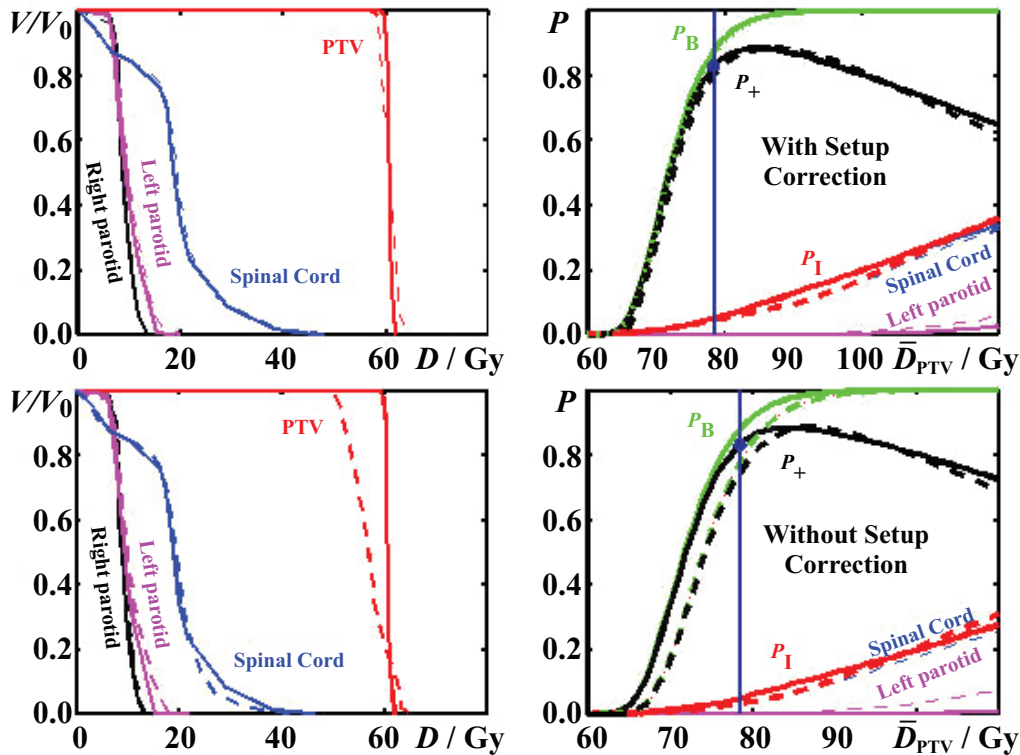 V/V0
PTV
Right parotid
Left parotid
Spinal Cord
0.8
0.6
0.4
0.2
0.0
0
20
40
60
D / Gy
P
PB
P+
With Setup
Correction
PI
Spinal Cord
Left parotid
0.8
0.6
0.4
0.2
0.0
60
70
80
90
100
D̅PTV / Gy
V/V0
PTV
Right parotid
Left parotid
Spinal Cord
0.8
0.6
0.4
0.2
0.0
0
20
40
60
D / Gy
P
PB
P+
Without Setup
Correction
PI
Spinal Cord
Left parotid
0.8
0.6
0.4
0.2
0.0
60
70
80
90
100
D̅PTV / Gy